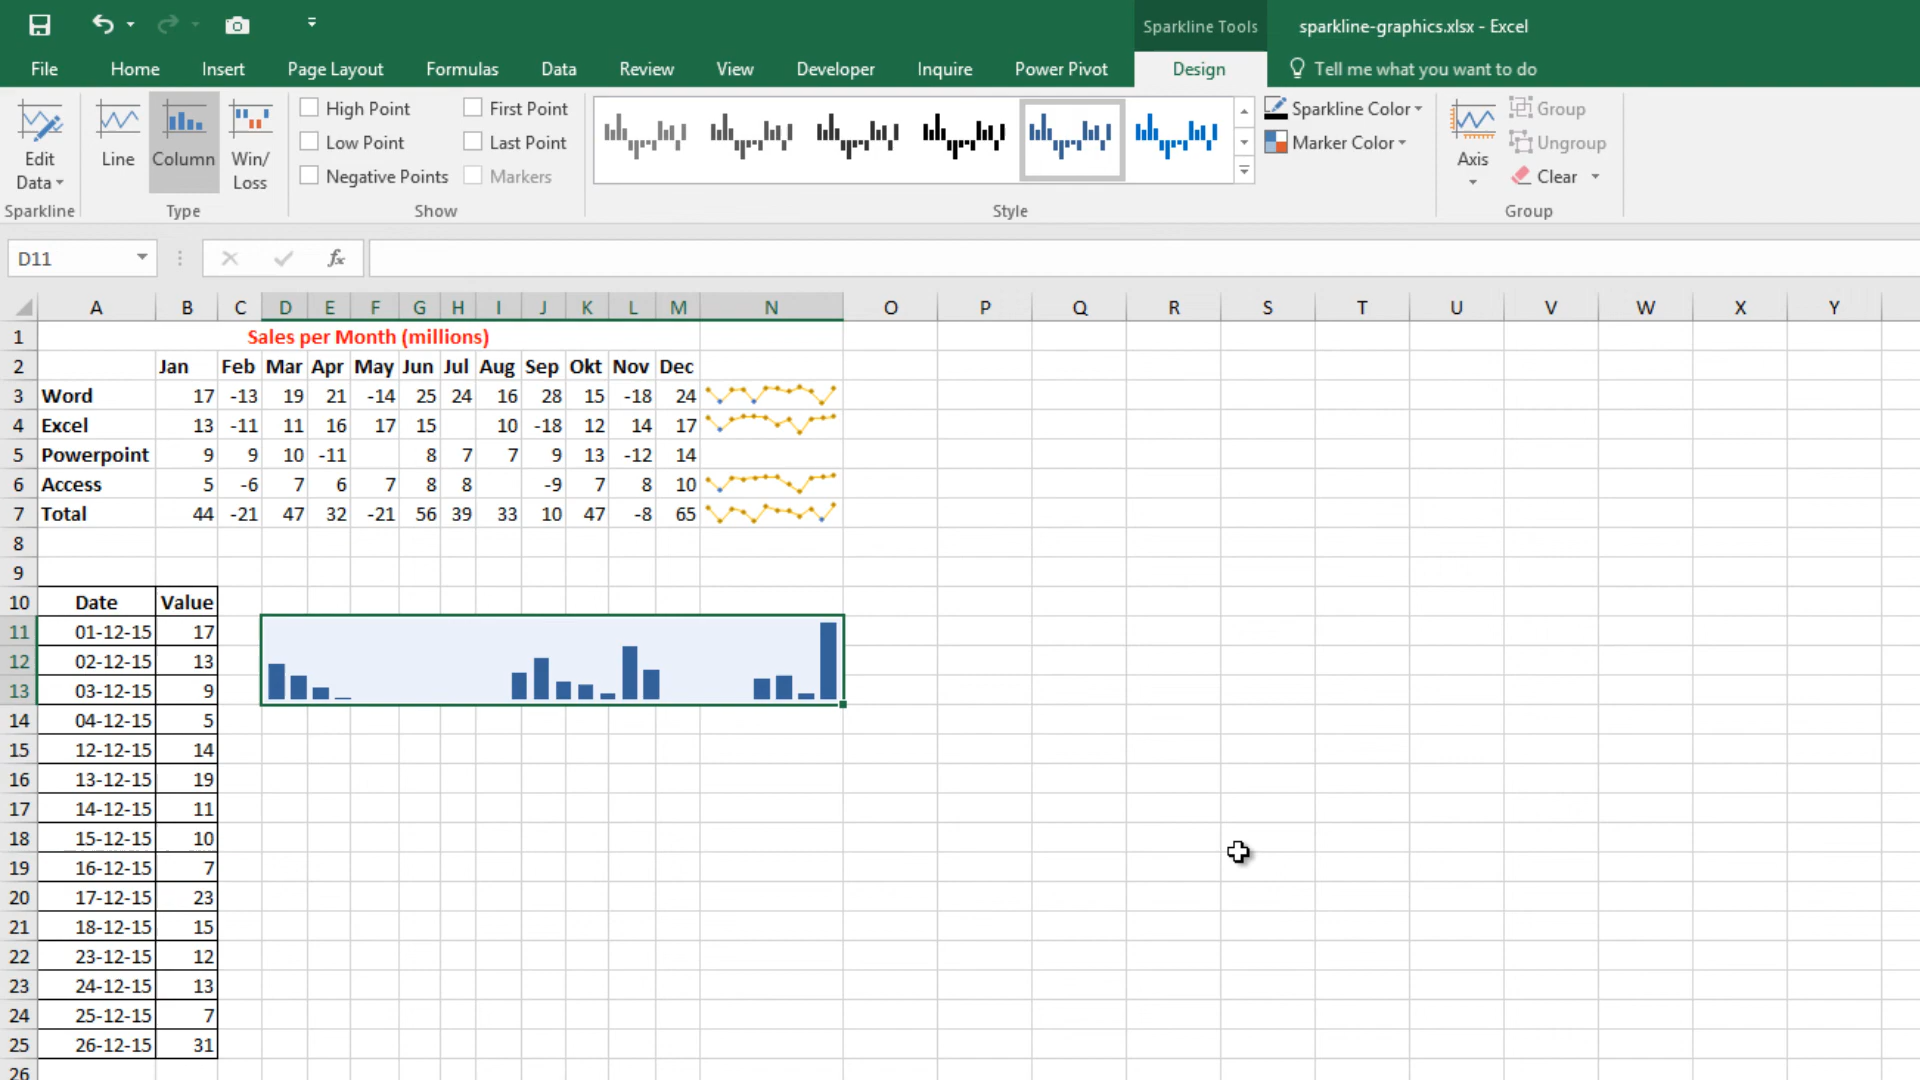 Sparkline Tools sparkline-graphics.xlsx - Excel
File Home Insert Page Layout Formulas Data Review View Developer Inquire Power Pivot Design Tell me what you want to do
Edit Data Line Column Win/Loss
High Point First Point
Low Point Last Point
Negative Points Markers
Sparkline Color
Marker Color
Axis Group
Ungroup
Clear
Sparkline Type Show Style Group
D11 fx
A B C D E F G H I J K L M N O P Q R S T U V W X Y
1 Sales per Month (millions)
2 Jan Feb Mar Apr May Jun Jul Aug Sep Okt Nov Dec
3 Word 17 -13 19 21 -14 25 24 16 28 15 -18 24
4 Excel 13 -11 11 16 17 15 10 -18 12 14 17
5 Powerpoint 9 9 10 -11 8 7 7 9 13 -12 14
6 Access 5 -6 7 6 7 8 8 -9 7 8 10
7 Total 44 -21 47 32 -21 56 39 33 10 47 -8 65
8
9
10 Date Value
11 01-12-15 17
12 02-12-15 13
13 03-12-15 9
14 04-12-15 5
15 12-12-15 14
16 13-12-15 19
17 14-12-15 11
18 15-12-15 10
19 16-12-15 7
20 17-12-15 23
21 18-12-15 15
22 23-12-15 12
23 24-12-15 13
24 25-12-15 7
25 26-12-15 31
26